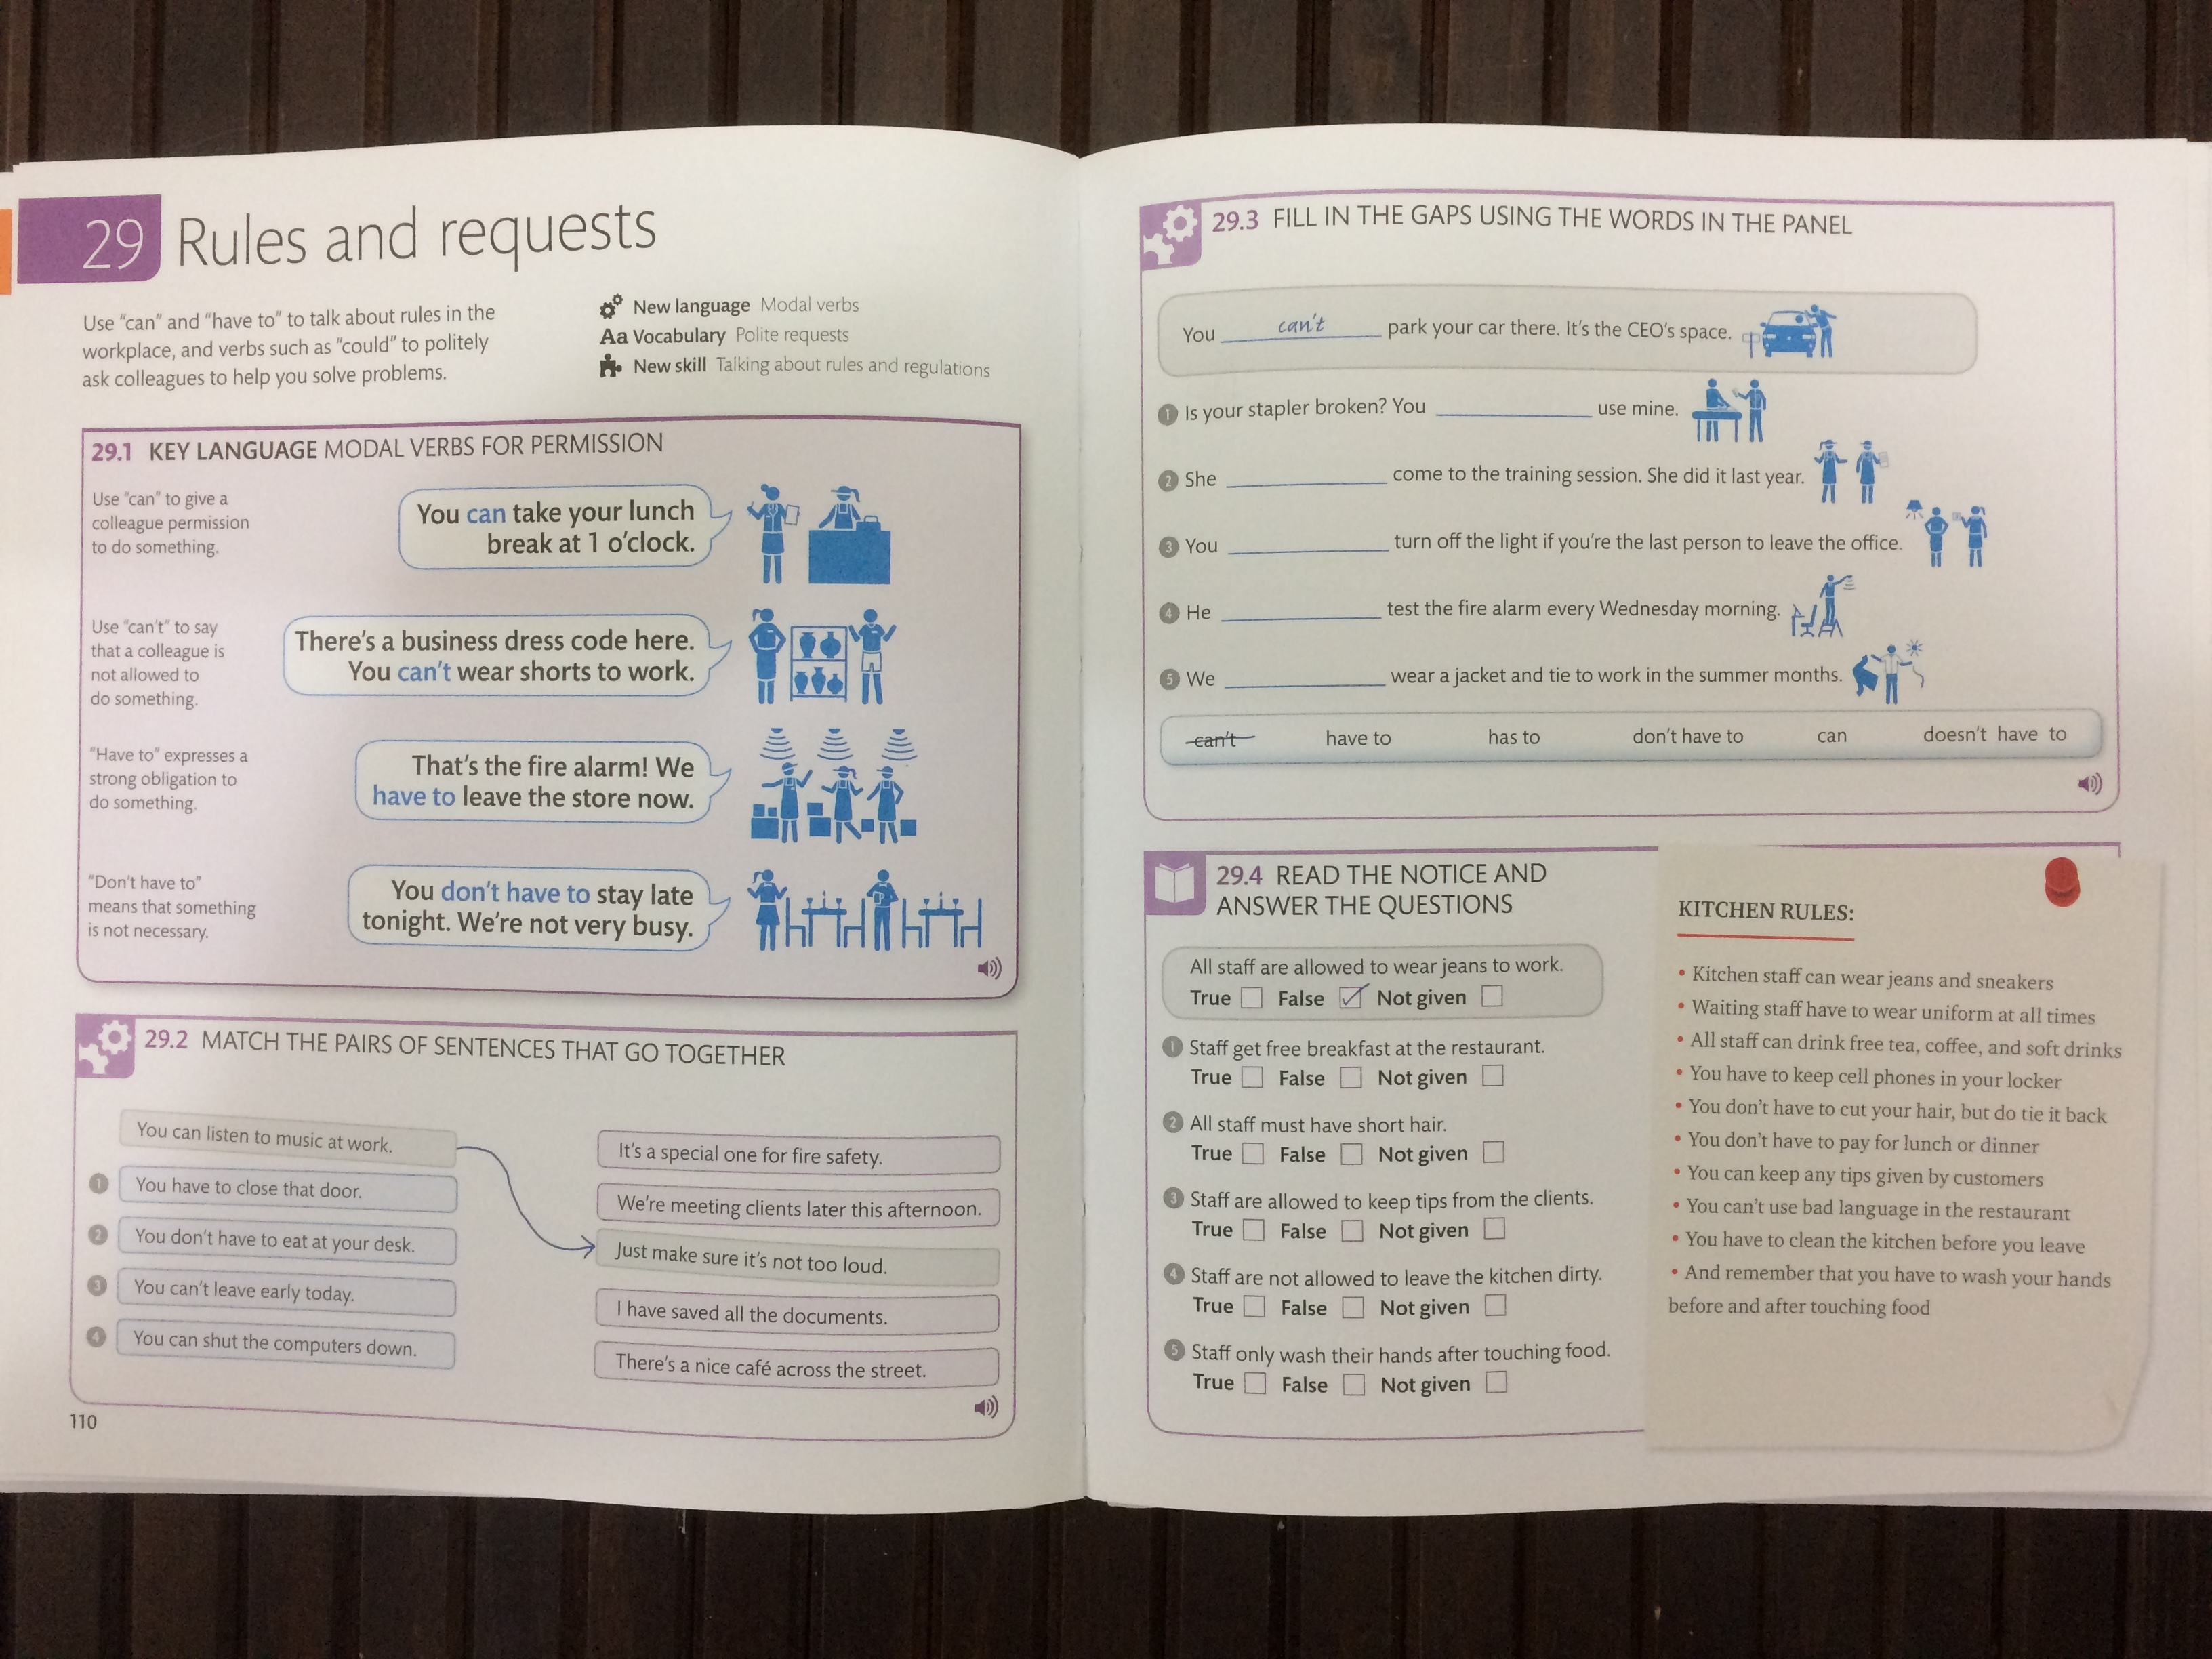 29 Rules and requests
Use "can" and "have to" to talk about rules in the
workplace, and verbs such as "could" to politely
ask colleagues to help you solve problems.
New language Modal verbs
Aa Vocabulary Polite requests
New skill Talking about rules and regulations
29.1 KEY LANGUAGE MODAL VERBS FOR PERMISSION
Use "can" to give a
colleague permission
to do something.
You can take your lunch
break at 1 o'clock.
Use "can't" to say
that a colleague is
not allowed to
do something.
There's a business dress code here.
You can't wear shorts to work.
"Have to" expresses a
strong obligation to
do something.
That's the fire alarm! We
have to leave the store now.
"Don't have to"
means that something
is not necessary.
You don't have to stay late
tonight. We're not very busy.
29.2 MATCH THE PAIRS OF SENTENCES THAT GO TOGETHER
You can listen to music at work.
1 You have to close that door.
2 You don't have to eat at your desk.
3 You can't leave early today.
4 You can shut the computers down.
It's a special one for fire safety.
We're meeting clients later this afternoon.
Just make sure it's not too loud.
I have saved all the documents.
There's a nice café across the street.
110
29.3 FILL IN THE GAPS USING THE WORDS IN THE PANEL
You can't park your car there. It's the CEO's space.
1 Is your stapler broken? You ________ use mine.
2 She ________ come to the training session. She did it last year.
3 You ________ turn off the light if you're the last person to leave the office.
4 He ________ test the fire alarm every Wednesday morning.
5 We ________ wear a jacket and tie to work in the summer months.
can't have to has to don't have to can doesn't have to
29.4 READ THE NOTICE AND
ANSWER THE QUESTIONS
All staff are allowed to wear jeans to work.
True False Not given
1 Staff get free breakfast at the restaurant.
True False Not given
2 All staff must have short hair.
True False Not given
3 Staff are allowed to keep tips from the clients.
True False Not given
4 Staff are not allowed to leave the kitchen dirty.
True False Not given
5 Staff only wash their hands after touching food.
True False Not given
KITCHEN RULES:
• Kitchen staff can wear jeans and sneakers
• Waiting staff have to wear uniform at all times
• All staff can drink free tea, coffee, and soft drinks
• You have to keep cell phones in your locker
• You don't have to cut your hair, but do tie it back
• You don't have to pay for lunch or dinner
• You can keep any tips given by customers
• You can't use bad language in the restaurant
• You have to clean the kitchen before you leave
• And remember that you have to wash your hands
before and after touching food